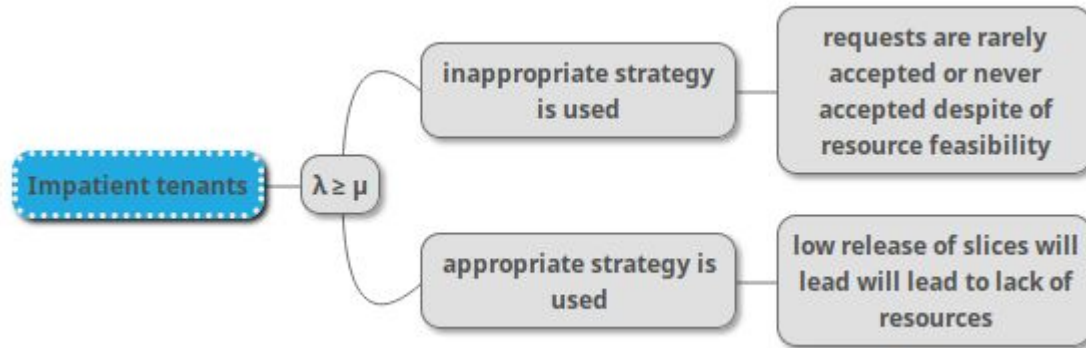 Impatient tenants
λ ≥ μ
inappropriate strategy
is used
requests are rarely
accepted or never
accepted despite of
resource feasibility
appropriate strategy is
used
low release of slices will
lead will lead to lack of
resources